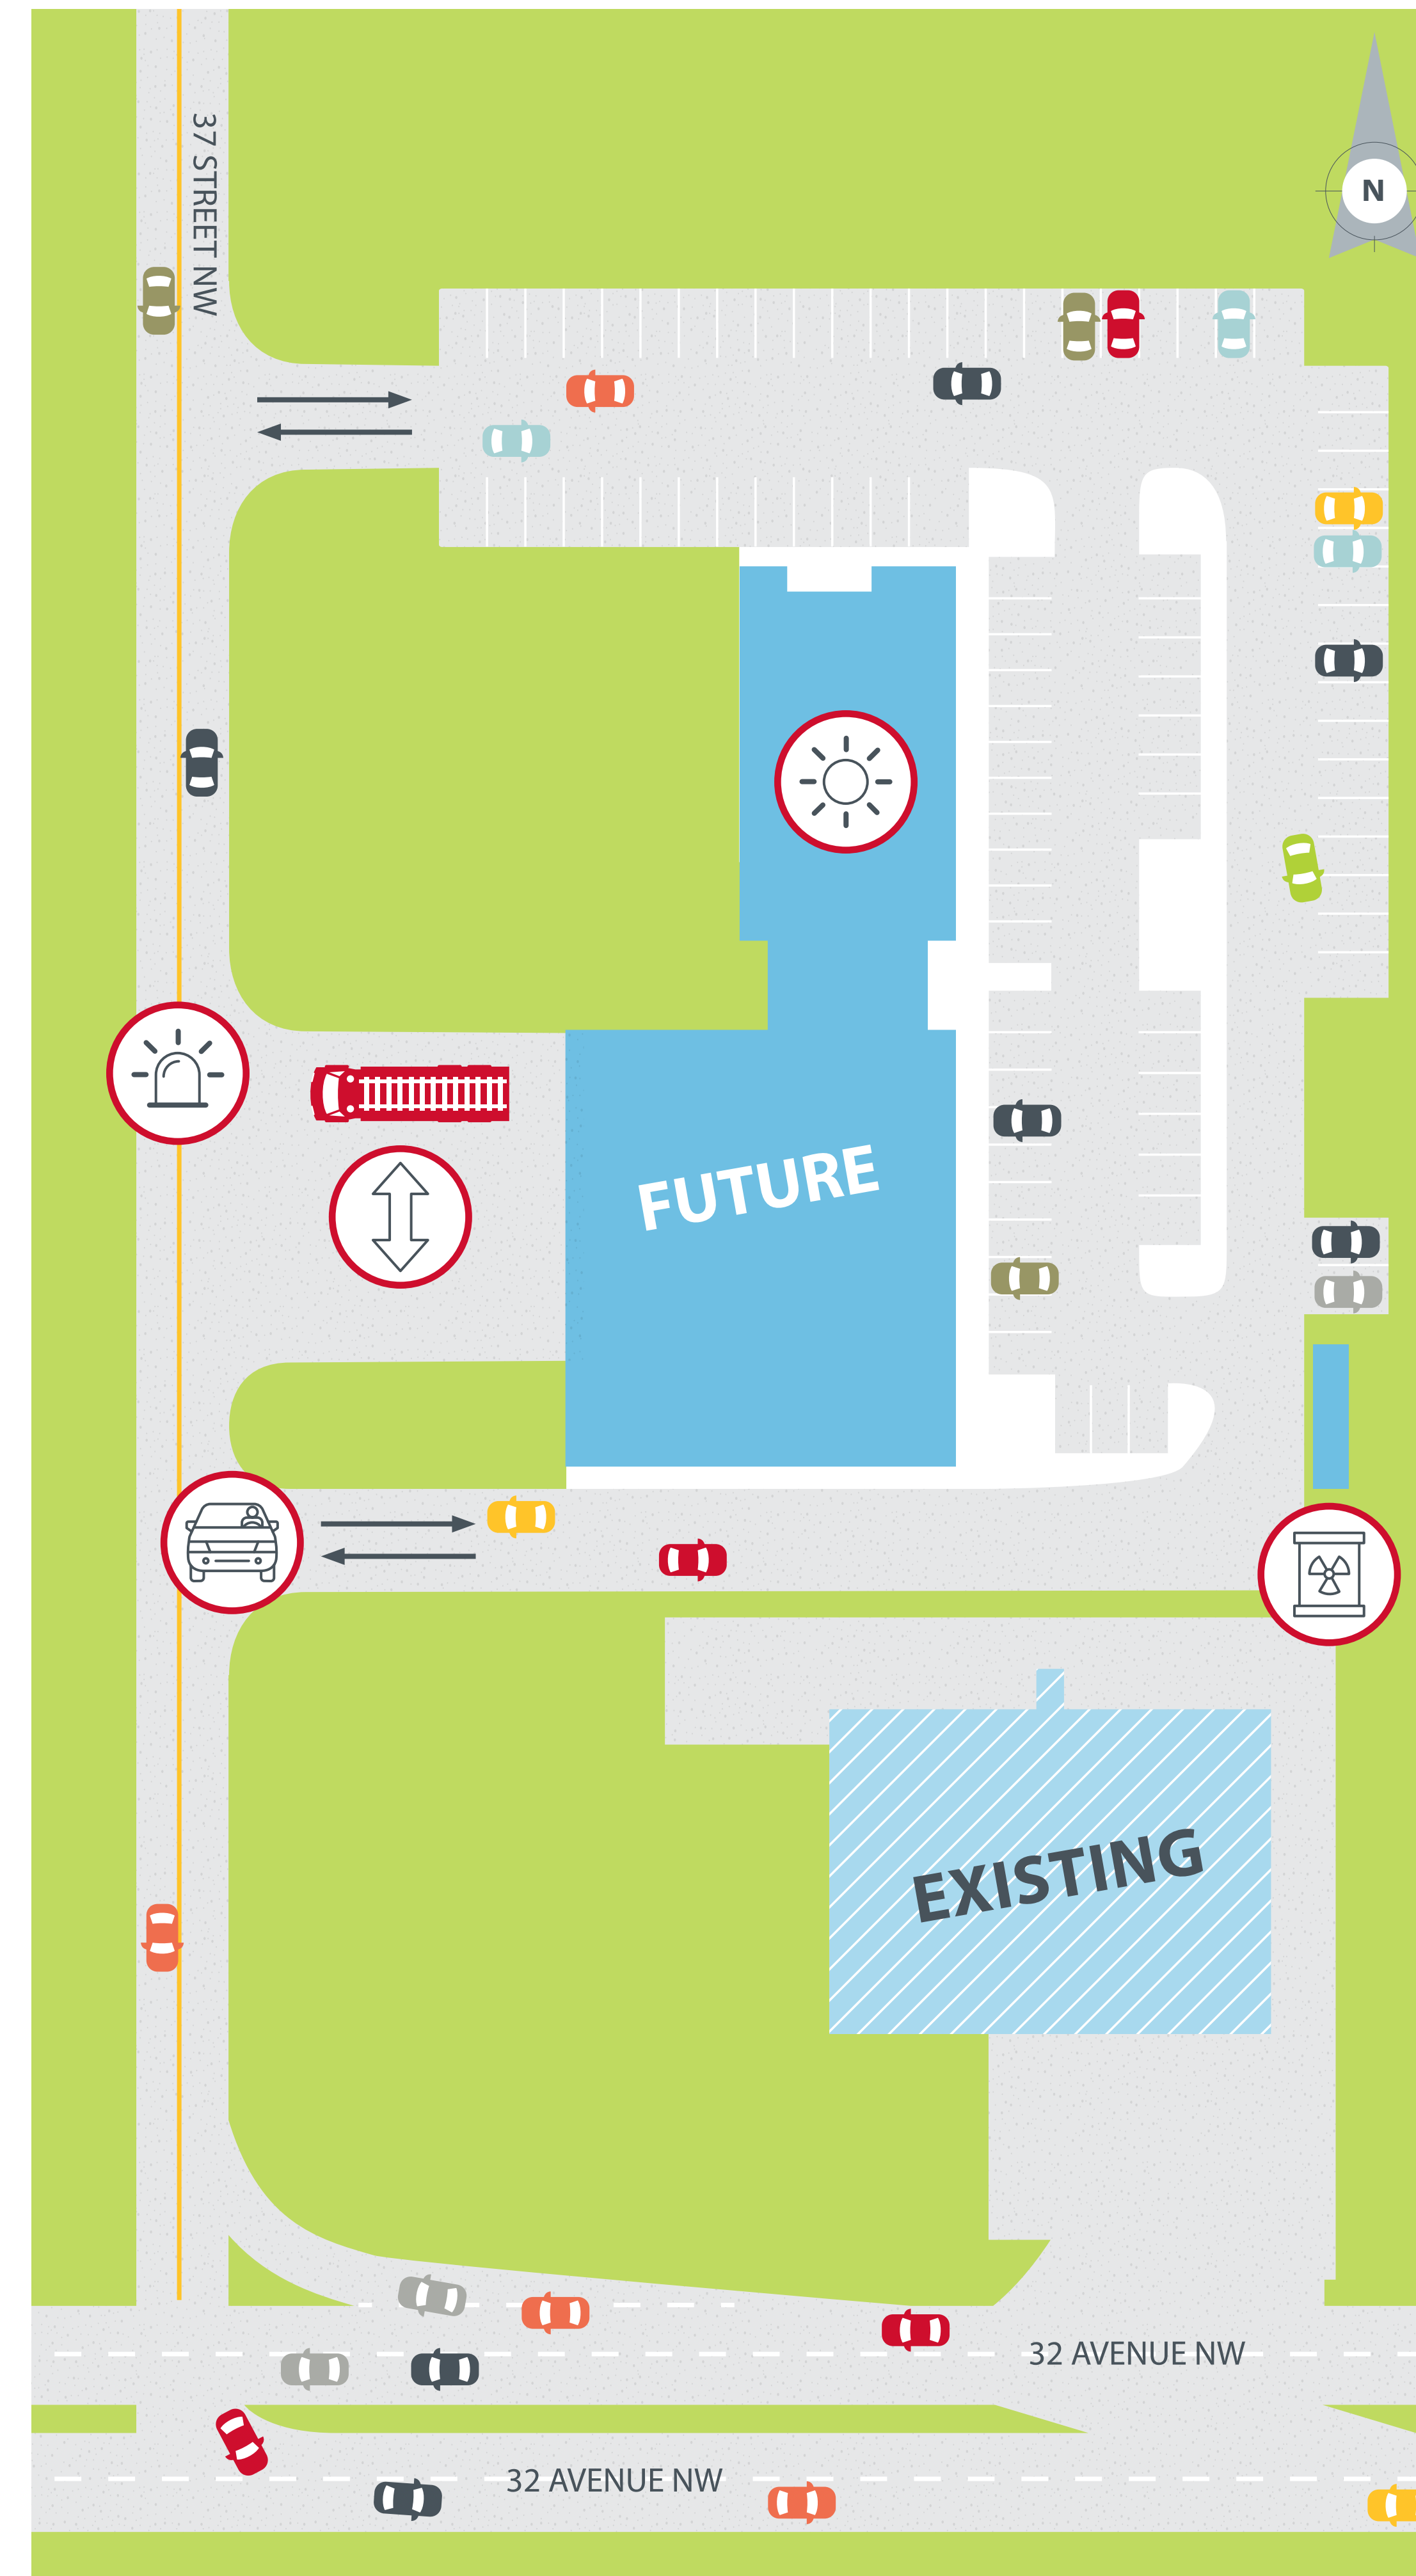 37 STREET NW
N
FUTURE
EXISTING
32 AVENUE NW
32 AVENUE NW